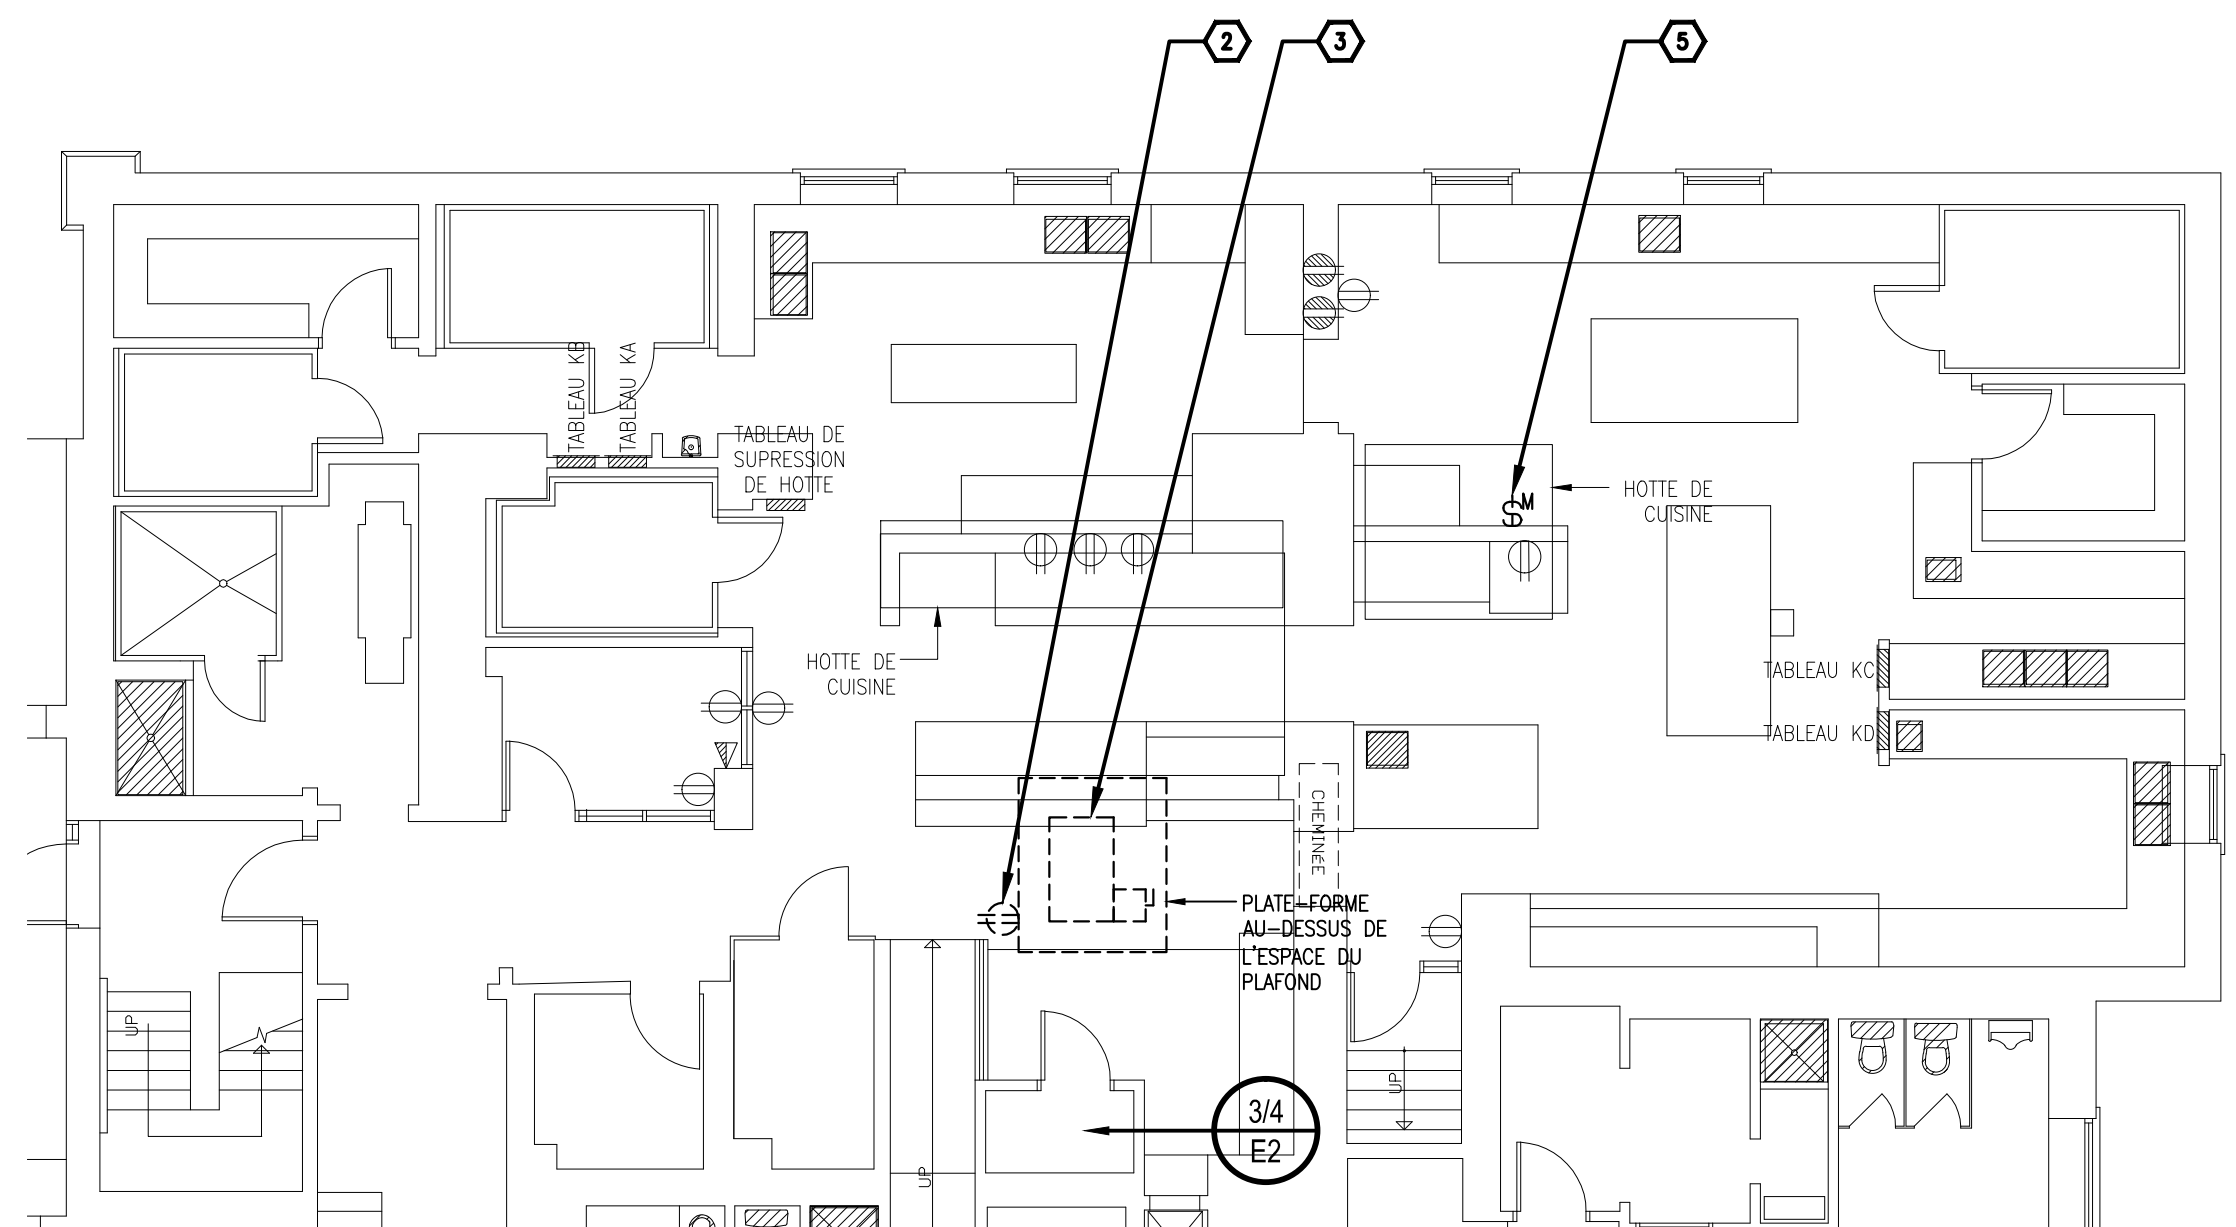 2
3
5
TABLEAU KB
TABLEAU KA
TABLEAU DE
SUPRESSION
DE HOTTE
HOTTE DE
CUISINE
$M
HOTTE DE
CUISINE
TABLEAU KC
TABLEAU KD
CHEMINÉE
PLATE-FORME
AU-DESSUS DE
L'ESPACE DU
PLAFOND
UP
UP
UP
3/4
E2